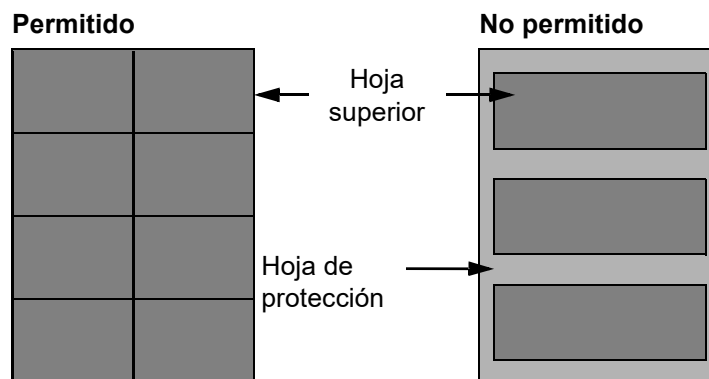 Permitido
No permitido
Hoja
superior
Hoja de
protección